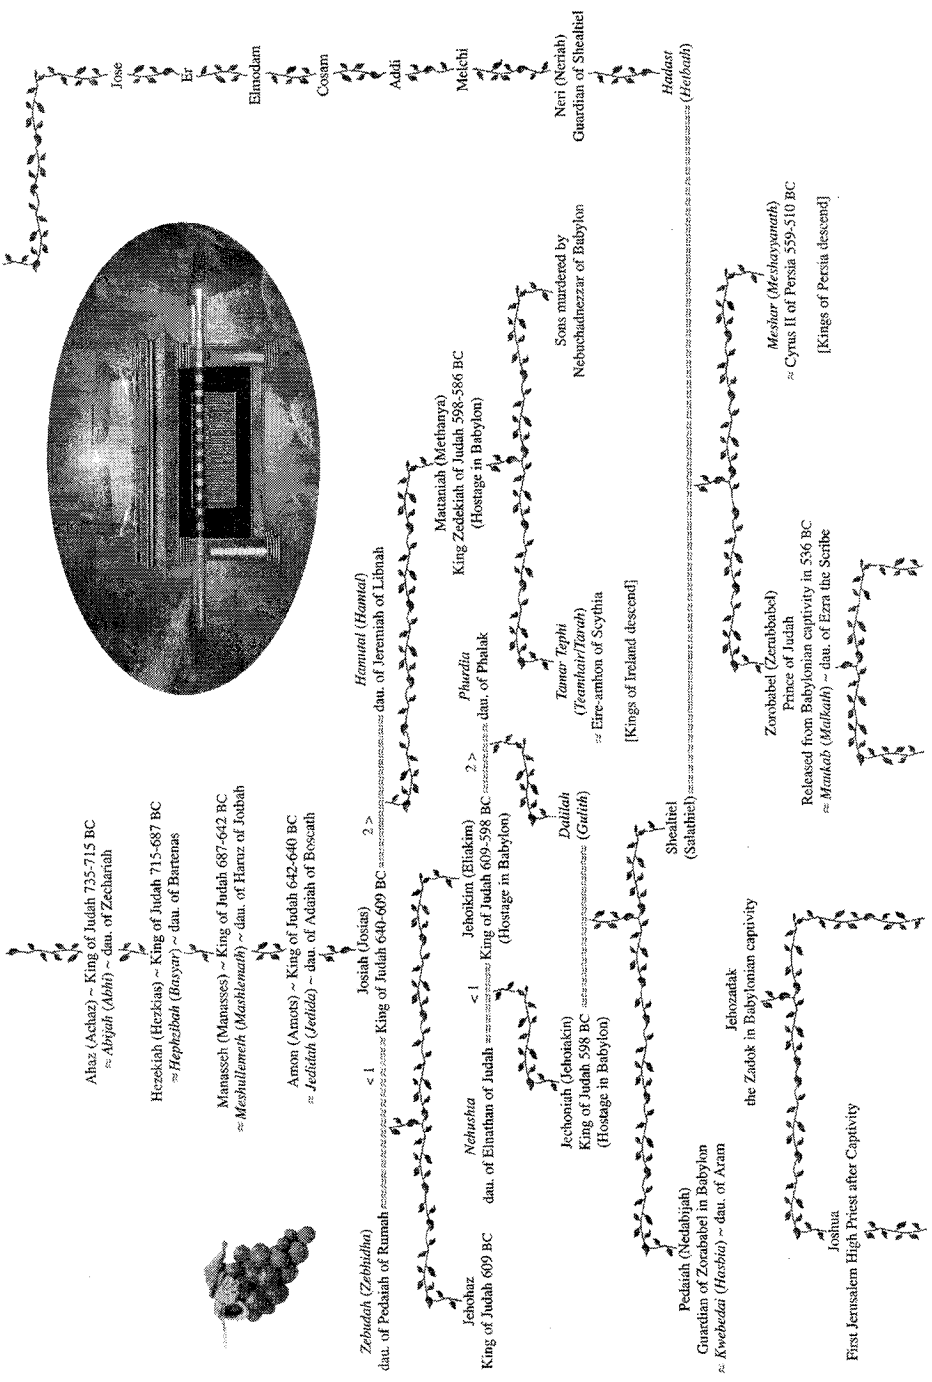 Ahaz (Achaz) ~ King of Judah 735-715 BC
≈ Abijah (Abhi) ~ dau. of Zechariah
Hezekiah (Hezkias) ~ King of Judah 715-687 BC
≈ Hephzibah (Basyar) ~ dau. of Bartenas
Manasseh (Manasses) ~ King of Judah 687-642 BC
≈ Meshullemeth (Mashlemath) ~ dau. of Haruz of Jotbah
Amon (Amots) ~ King of Judah 642-640 BC
≈ Jedidah (Jedida) ~ dau. of Adaiah of Boscath
Jose
Er
Elmodam
Cosam
Addi
Melchi
Neri (Neriah)
Guardian of Shealtiel
Hadast
(Hetbath)
Zebudah (Zebhidha)
dau. of Pedaiah of Rumah
< 1
Josiah (Josias)
King of Judah 640-609 BC
2 >
Hamutal (Hamtal)
dau. of Jeremiah of Libnah
Jehohaz
King of Judah 609 BC
Nehushta
dau. of Elnathan of Judah
< 1
Jehoikim (Eliakim)
King of Judah 609-598 BC
(Hostage in Babylon)
2 >
Phurdia
dau. of Phalak
Mattaniah (Methanya)
King Zedekiah of Judah 598-586 BC
(Hostage in Babylon)
Jechoniah (Jehoiakin)
King of Judah 598 BC
(Hostage in Babylon)
Dalilah
(Gulith)
Tamar Tephi
(Teamhair/Tarah)
≈ Eire-amhon of Scythia
[Kings of Ireland descend]
Sons murdered by
Nebuchadnezzar of Babylon
Pedaiah (Nedabijah)
Guardian of Zorababel in Babylon
≈ Kwebedai (Hasbia) ~ dau. of Aram
Shealtiel
(Salathiel)
Jehozadak
the Zadok in Babylonian captivity
Joshua
First Jerusalem High Priest after Captivity
Zorobabel (Zerubbabel)
Prince of Judah
Released from Babylonian captivity in 536 BC
≈ Maukab (Malkath) ~ dau. of Ezra the Scribe
Meshar (Meshayyanath)
≈ Cyrus II of Persia 559-510 BC
[Kings of Persia descend]